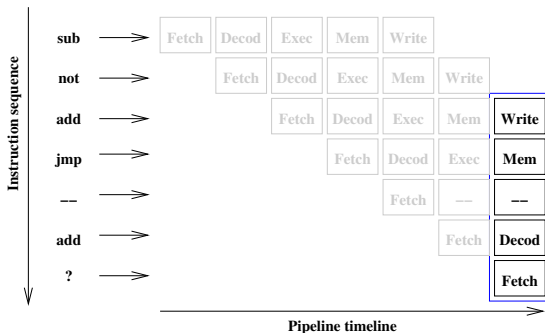 Instruction sequence
sub Fetch Decod Exec Mem Write
not Fetch Decod Exec Mem Write
add Fetch Decod Exec Mem Write
jmp Fetch Decod Exec Mem
-- Fetch -- --
add Fetch Decod
? Fetch
Pipeline timeline